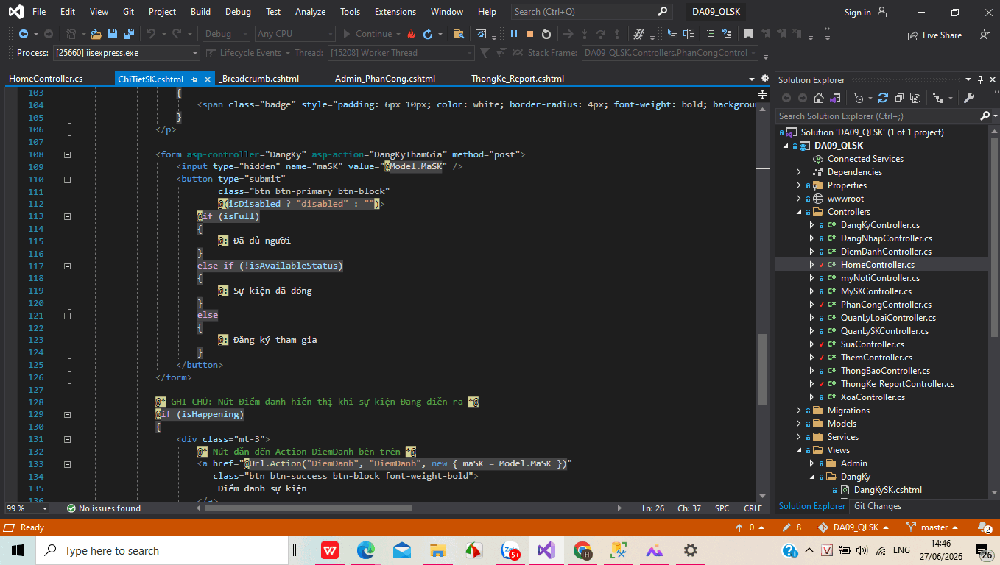 File Edit View Git Project Build Debug Test Analyze Tools Extensions Window Help Search (Ctrl+Q) DA09_QLSK Sign in
Debug Any CPU Continue Live Share
Process: [25660] iisexpress.exe Lifecycle Events Thread: [15208] Worker Thread Stack Frame: DA09_QLSK.Controllers.PhanCongControl
HomeController.cs ChiTietSK.cshtml _Breadcrumb.cshtml Admin_PhanCong.cshtml ThongKe_Report.cshtml
103 {
104 <span class="badge" style="padding: 6px 10px; color: white; border-radius: 4px; font-weight: bold; backgrou
105 }
106 </p>
107
108 <form asp-controller="DangKy" asp-action="DangKyThamGia" method="post">
109 <input type="hidden" name="maSK" value="@Model.MaSK" />
110 <button type="submit"
111 class="btn btn-primary btn-block"
112 @(isDisabled ? "disabled" : "")>
113 @if (isFull)
114 {
115 @: Đã đủ người
116 }
117 else if (!isAvailableStatus)
118 {
119 @: Sự kiện đã đóng
120 }
121 else
122 {
123 @: Đăng ký tham gia
124 }
125 </button>
126 </form>
127
128 @* GHI CHÚ: Nút Điểm danh hiển thị khi sự kiện Đang diễn ra *@
129 @if (isHappening)
130 {
131 <div class="mt-3">
132 @* Nút dẫn đến Action DiemDanh bên trên *@
133 <a href="@Url.Action("DiemDanh", "DiemDanh", new { maSK = Model.MaSK })"
134 class="btn btn-success btn-block font-weight-bold">
135 Điểm danh sự kiện
136 </a>
99 % No issues found Ln: 26 Ch: 37 SPC CRLF
Solution Explorer
Search Solution Explorer (Ctrl+;)
Solution 'DA09_QLSK' (1 of 1 project)
DA09_QLSK
Connected Services
Dependencies
Properties
wwwroot
Controllers
C# DangKyController.cs
C# DangNhapController.cs
C# DiemDanhController.cs
C# HomeController.cs
C# myNotiController.cs
C# MySKController.cs
C# PhanCongController.cs
C# QuanLyLoaiController.cs
C# QuanLySKController.cs
C# SuaController.cs
C# ThemController.cs
C# ThongBaoController.cs
C# ThongKe_ReportController.cs
C# XoaController.cs
Migrations
Models
Services
Views
Admin
DangKy
DangKySK.cshtml
Solution Explorer Git Changes
Ready 0 8 DA09_QLSK master 2
Type here to search W Zalo 5+ H V ENG 14:46
27/06/2026 26